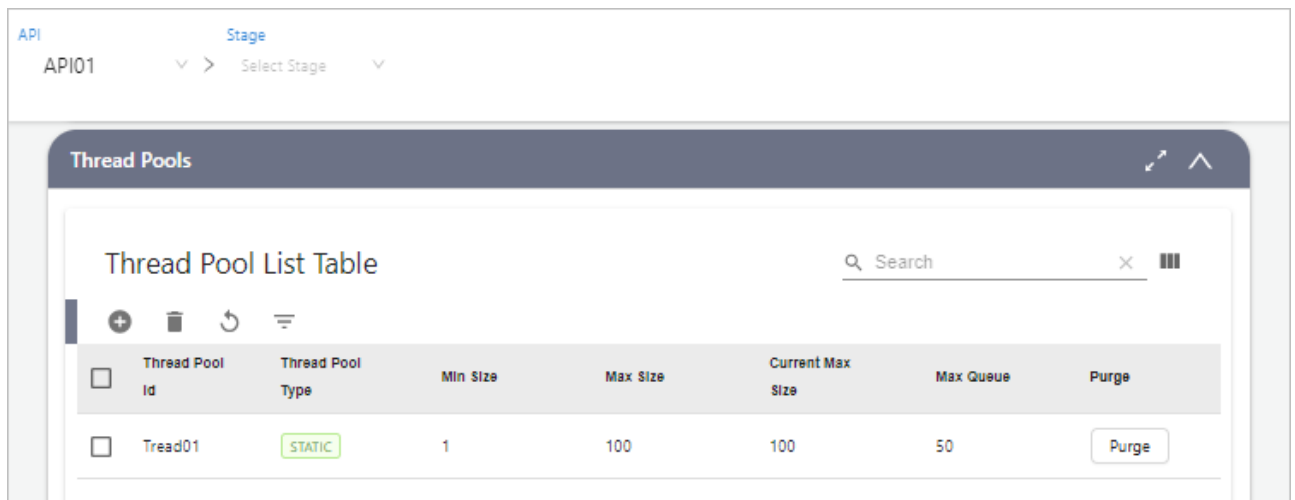 API Stage
API01 > Select Stage
Thread Pools
Thread Pool List Table
Search
Thread Pool Id Thread Pool Type Min Size Max Size Current Max Size Max Queue Purge
Tread01 STATIC 1 100 100 50 Purge